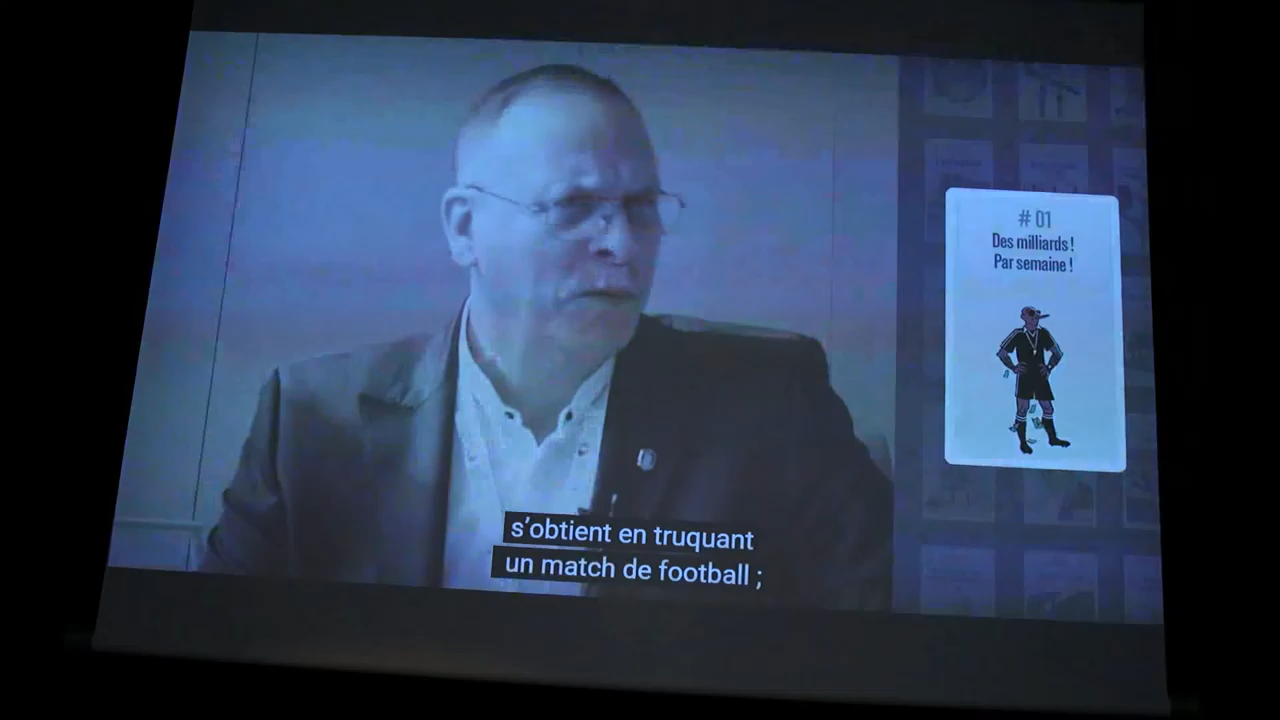 # 01
Des milliards !
Par semaine !
s’obtient en truquant
un match de football ;